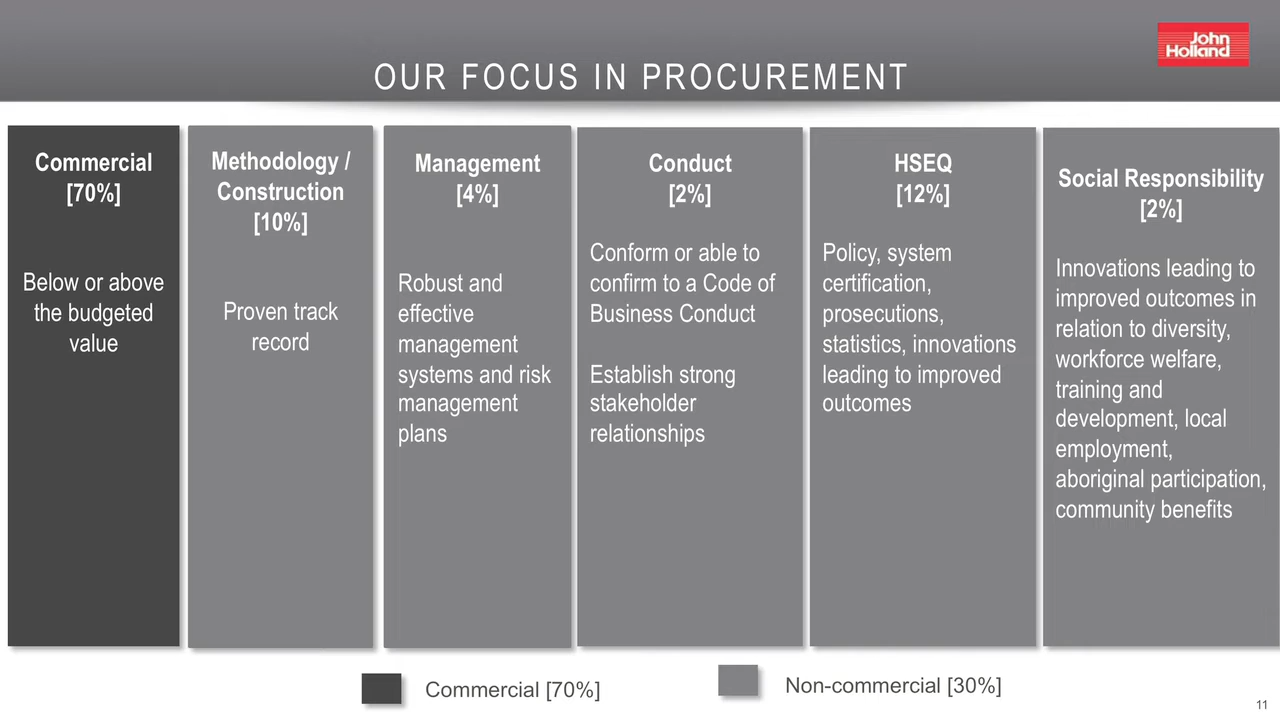 John
Holland
OUR FOCUS IN PROCUREMENT
Commercial
[70%]
Below or above
the budgeted
value
Methodology /
Construction
[10%]
Proven track
record
Management
[4%]
Robust and
effective
management
systems and risk
management
plans
Conduct
[2%]
Conform or able to
confirm to a Code of
Business Conduct
Establish strong
stakeholder
relationships
HSEQ
[12%]
Policy, system
certification,
prosecutions,
statistics, innovations
leading to improved
outcomes
Social Responsibility
[2%]
Innovations leading to
improved outcomes in
relation to diversity,
workforce welfare,
training and
development, local
employment,
aboriginal participation,
community benefits
Commercial [70%]
Non-commercial [30%]
11